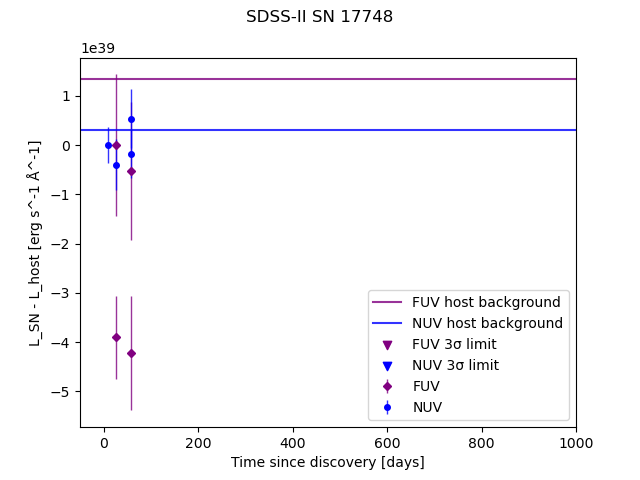 SDSS-II SN 17748
1e39
1
0
−1
−2
−3
−4
−5
L_SN - L_host [erg s^-1 Å^-1]
FUV host background
NUV host background
FUV 3σ limit
NUV 3σ limit
FUV
NUV
0 200 400 600 800 1000
Time since discovery [days]